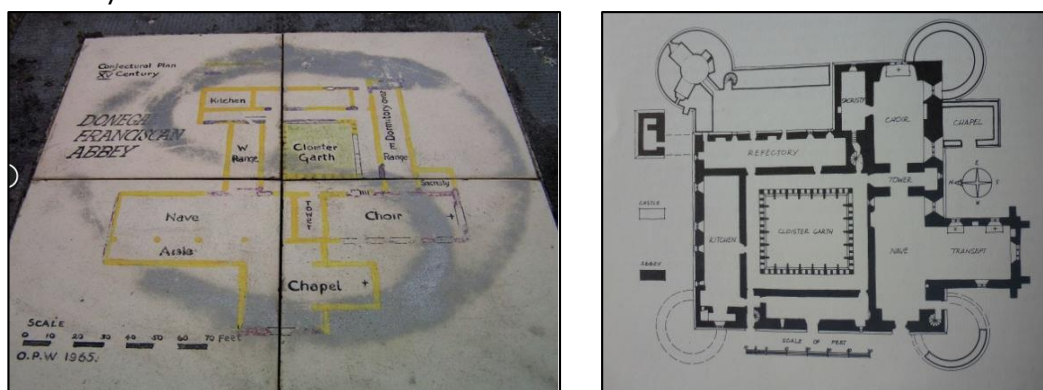 Conjectural Plan
XV Century
DONEGAL
FRANCISCAN
ABBEY
Kitchen
W
Range
Cloister
Garth
Dormitory over
E
Range
Sacristy
Nave
Aisle
TOWER
Choir
Chapel
SCALE
0 10 20 30 40 50 60 70 Feet
O.P.W 1965.
SACRISTY
CHOIR
CHAPEL
REFECTORY
TOWER
E
S
W
CASTLE
KITCHEN
CLOISTER GARTH
NAVE
TRANSEPT
ABBEY
SCALE OF FEET